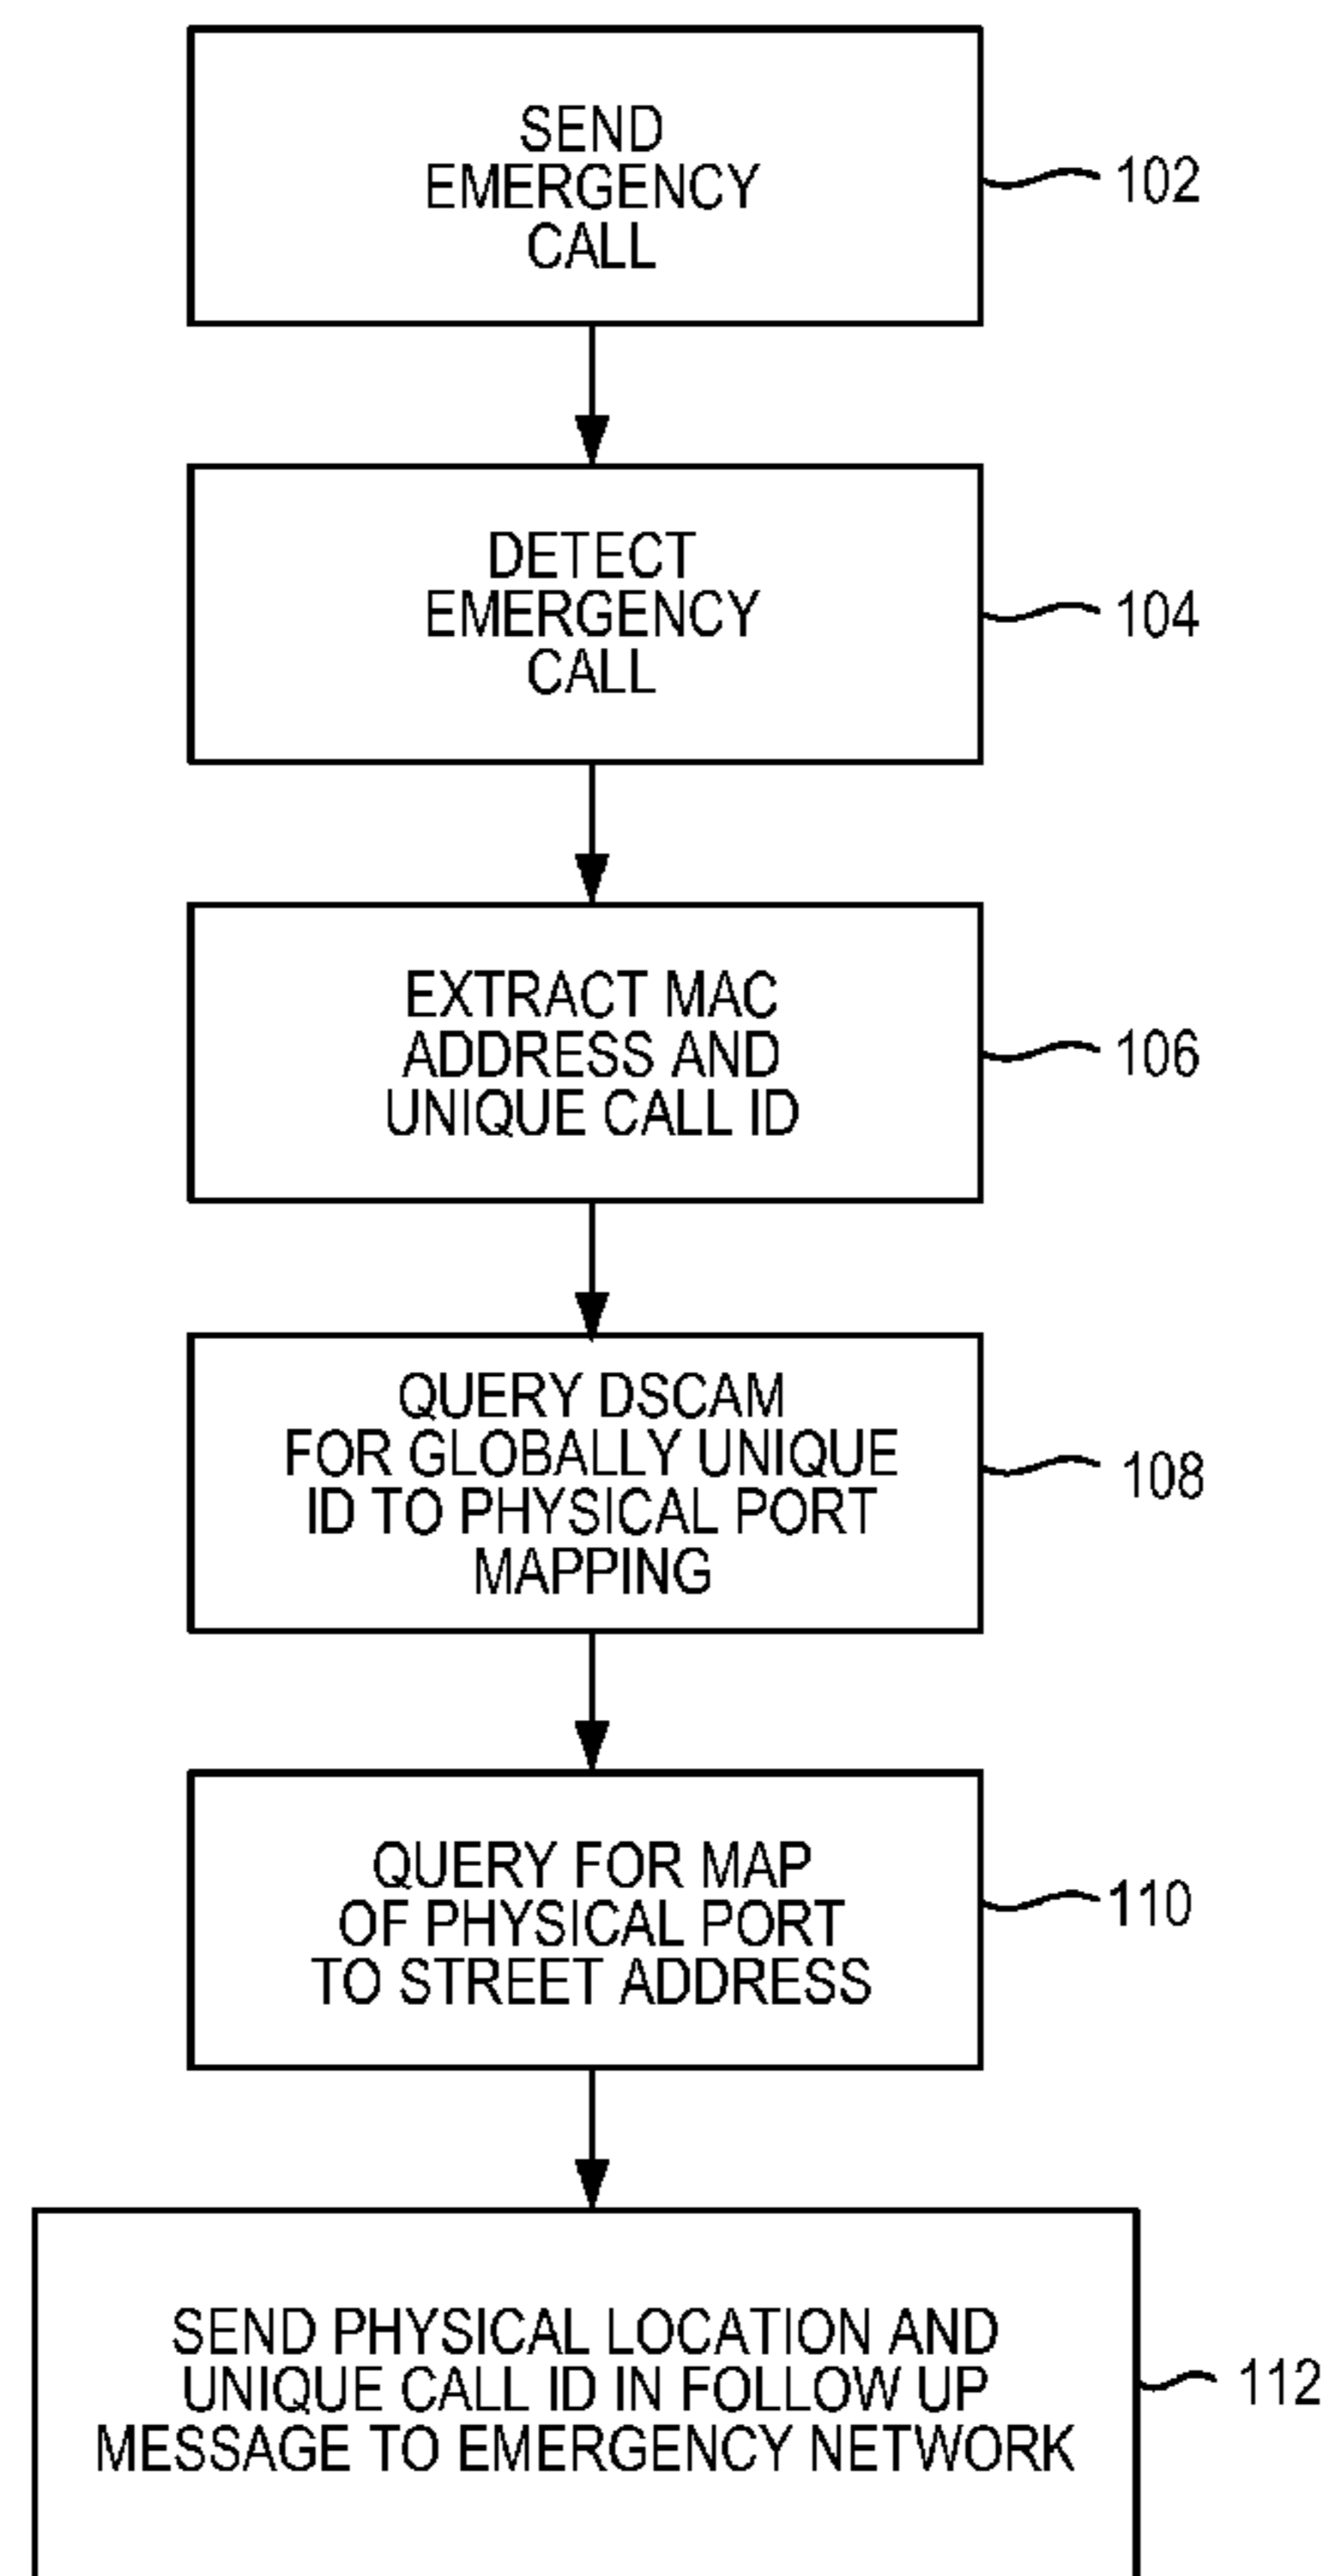 SEND
EMERGENCY
CALL
102
DETECT
EMERGENCY
CALL
104
EXTRACT MAC
ADDRESS AND
UNIQUE CALL ID
106
QUERY DSCAM
FOR GLOBALLY UNIQUE
ID TO PHYSICAL PORT
MAPPING
108
QUERY FOR MAP
OF PHYSICAL PORT
TO STREET ADDRESS
110
SEND PHYSICAL LOCATION AND
UNIQUE CALL ID IN FOLLOW UP
MESSAGE TO EMERGENCY NETWORK
112